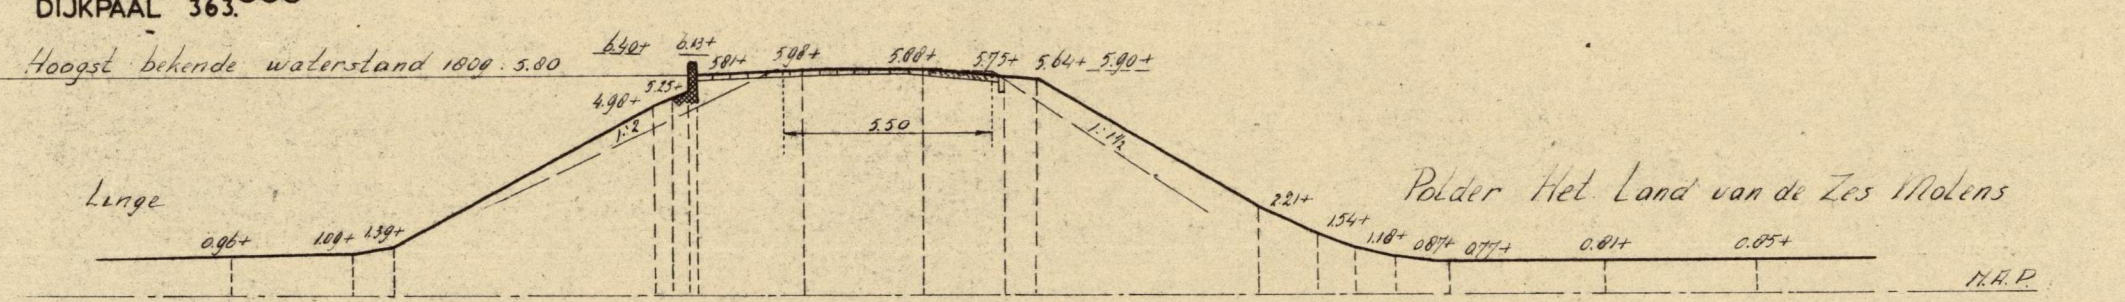 DIJKPAAL 363.
Hoogst bekende waterstand 1809 : 5.80
6.40+ 6.13+ 5.81+ 5.98+ 5.88+ 5.75+ 5.64+ 5.90+
4.98+ 5.25+
1:2
5.50
1:1½
Linge
Polder Het Land van de Zes Molens
0.96+ 1.09+ 1.39+
2.21+ 1.54+ 1.18+ 0.87+ 0.77+ 0.81+ 0.85+
N.A.P.